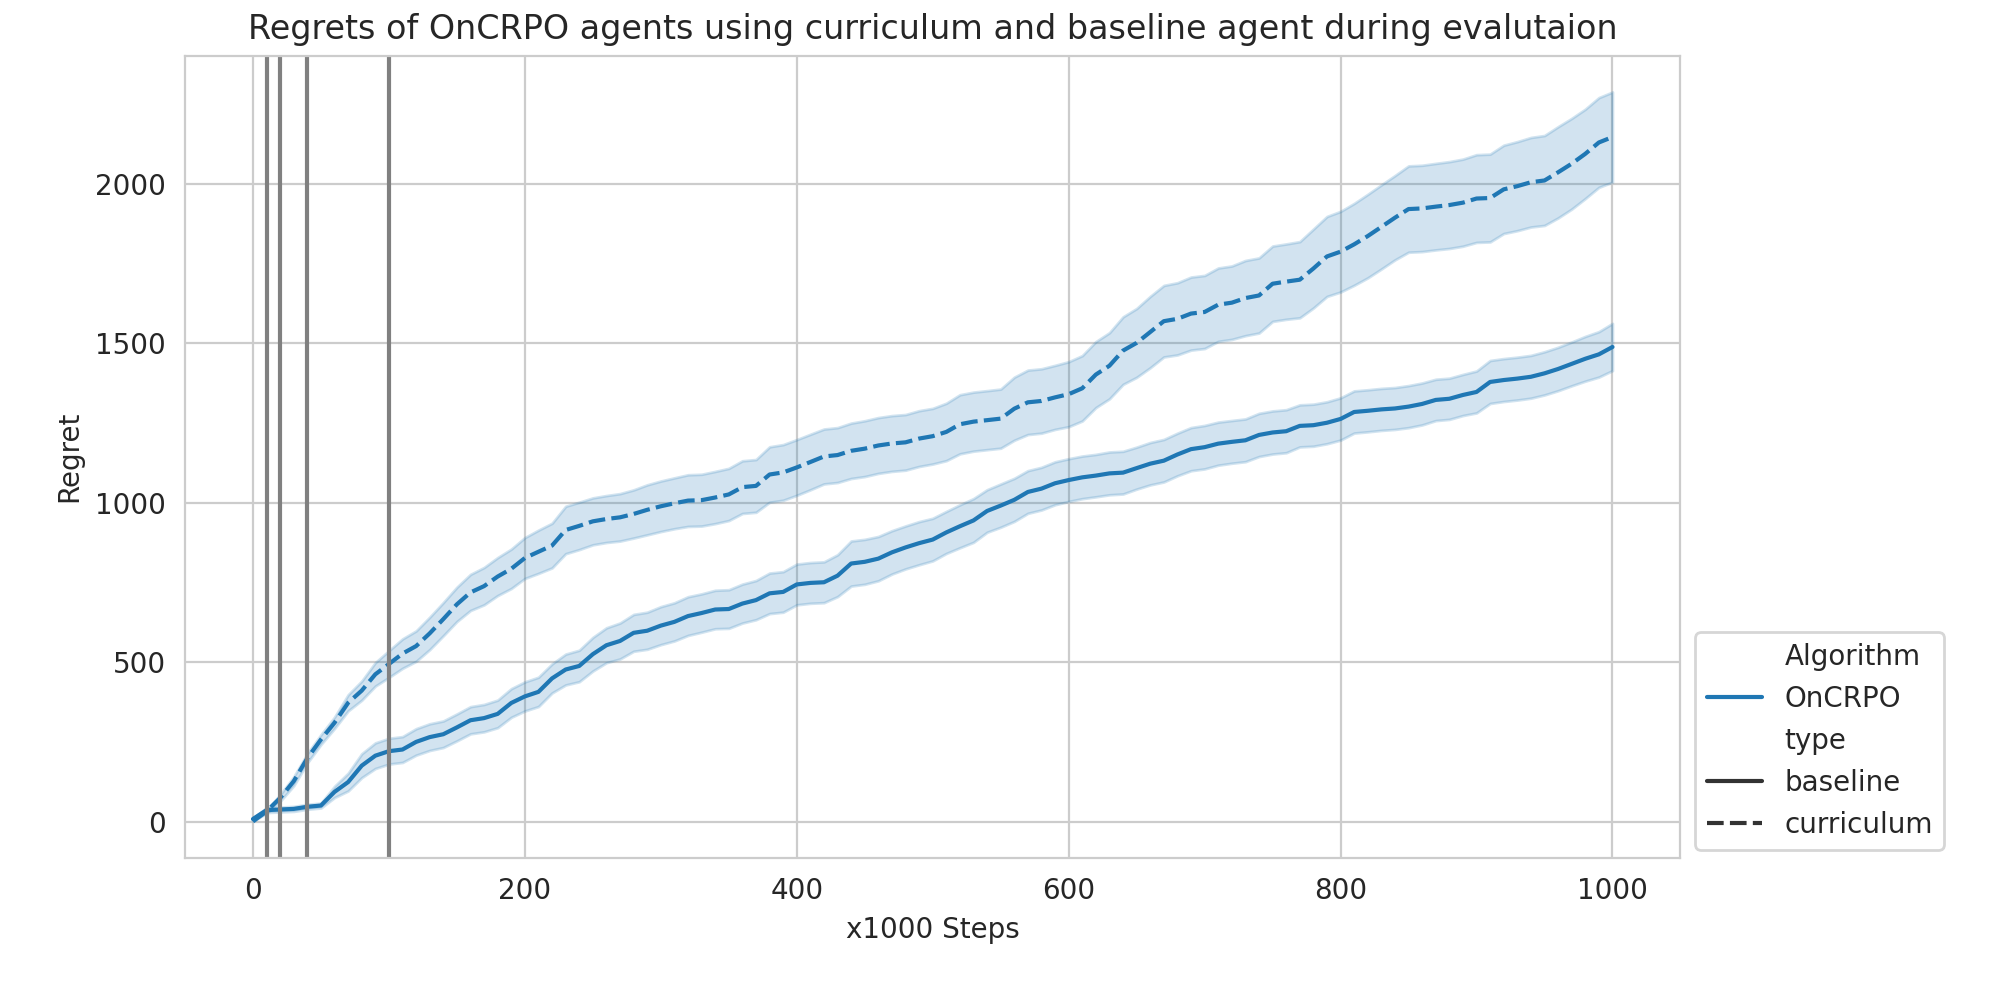 Regrets of OnCRPO agents using curriculum and baseline agent during evalutaion
2000
1500
1000
500
0
Regret
0 200 400 600 800 1000
x1000 Steps
Algorithm
OnCRPO
type
baseline
curriculum